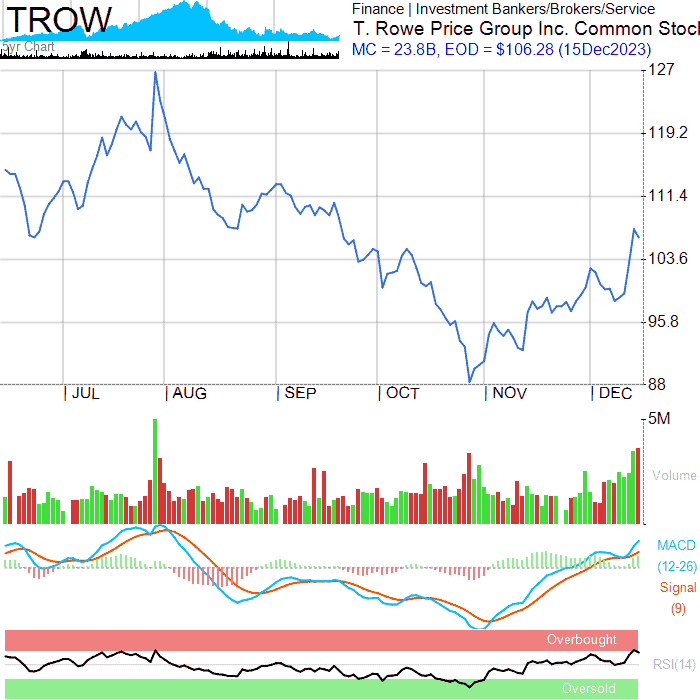 TROW
5yr Chart
Finance | Investment Bankers/Brokers/Service
T. Rowe Price Group Inc. Common Stoc
MC = 23.8B, EOD = $106.28 (15Dec2023)
127
119.2
111.4
103.6
95.8
88
| JUL | AUG | SEP | OCT | NOV | DEC
5M
Volume
MACD
(12-26)
Signal
(9)
Overbought
RSI(14)
Oversold